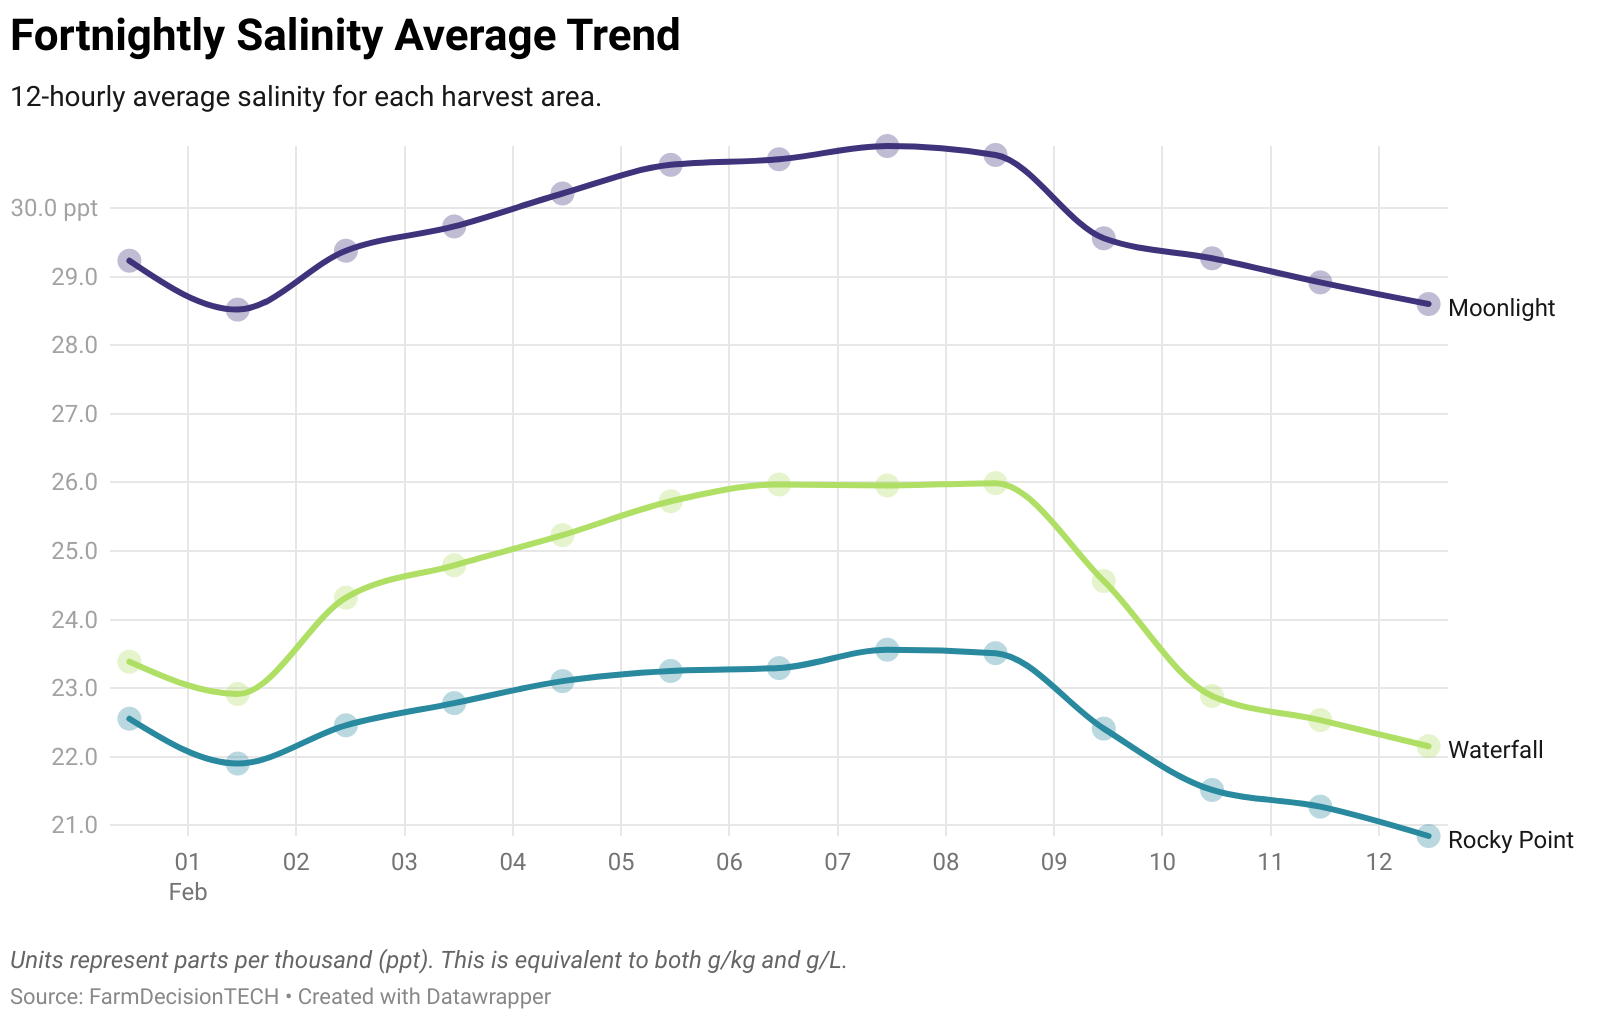 Fortnightly Salinity Average Trend
12-hourly average salinity for each harvest area.
30.0 ppt
29.0
28.0
27.0
26.0
25.0
24.0
23.0
22.0
21.0
Moonlight
Waterfall
Rocky Point
01 02 03 04 05 06 07 08 09 10 11 12
Feb
Units represent parts per thousand (ppt). This is equivalent to both g/kg and g/L.
Source: FarmDecisionTECH • Created with Datawrapper